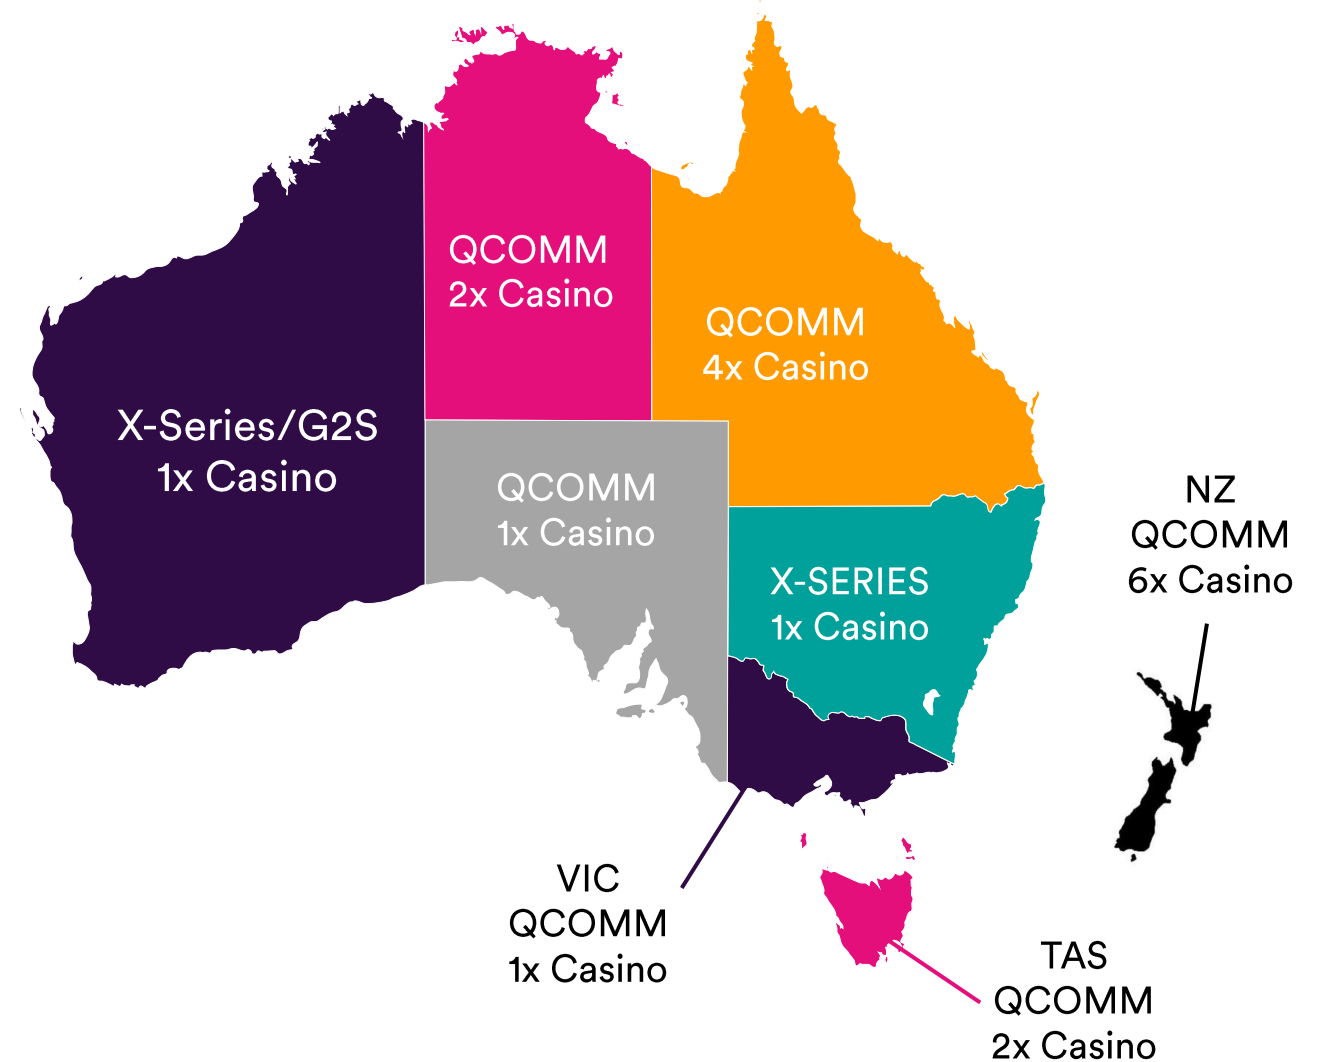 QCOMM
2x Casino
QCOMM
4x Casino
X-Series/G2S
1x Casino
QCOMM
1x Casino
X-SERIES
1x Casino
NZ
QCOMM
6x Casino
VIC
QCOMM
1x Casino
TAS
QCOMM
2x Casino